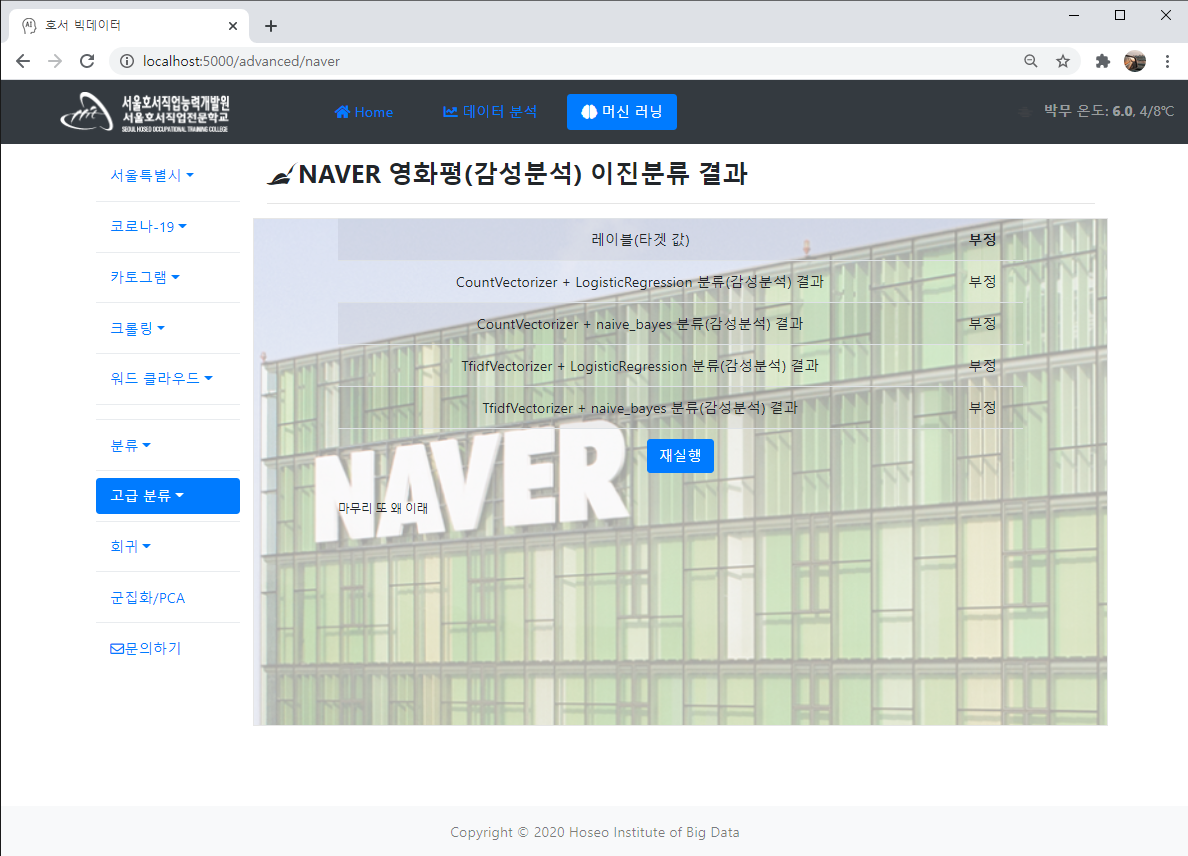 호서 빅데이터
localhost:5000/advanced/naver
서울호서직업능력개발원
서울호서직업전문학교
SEOUL HOSEO OCCUPATIONAL TRAINING COLLEGE
Home
데이터 분석
머신 러닝
박무 온도: 6.0, 4/8℃
NAVER 영화평(감성분석) 이진분류 결과
서울특별시
코로나-19
카토그램
크롤링
워드 클라우드
분류
고급 분류
회귀
군집화/PCA
문의하기
레이블(타겟 값) 부정
CountVectorizer + LogisticRegression 분류(감성분석) 결과 부정
CountVectorizer + naive_bayes 분류(감성분석) 결과 부정
TfidfVectorizer + LogisticRegression 분류(감성분석) 결과 부정
TfidfVectorizer + naive_bayes 분류(감성분석) 결과 부정
재실행
NAVER
마무리 또 왜 이래
Copyright © 2020 Hoseo Institute of Big Data